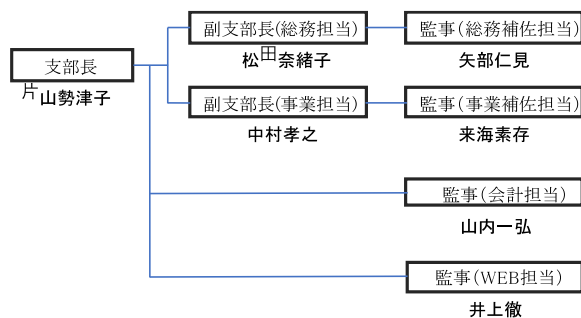 副支部長(総務担当)
監事(総務補佐担当)
松田奈緒子
矢部仁見
支部長
片山勢津子
副支部長(事業担当)
監事(事業補佐担当)
中村孝之
来海素存
監事(会計担当)
山内一弘
監事(WEB担当)
井上徹